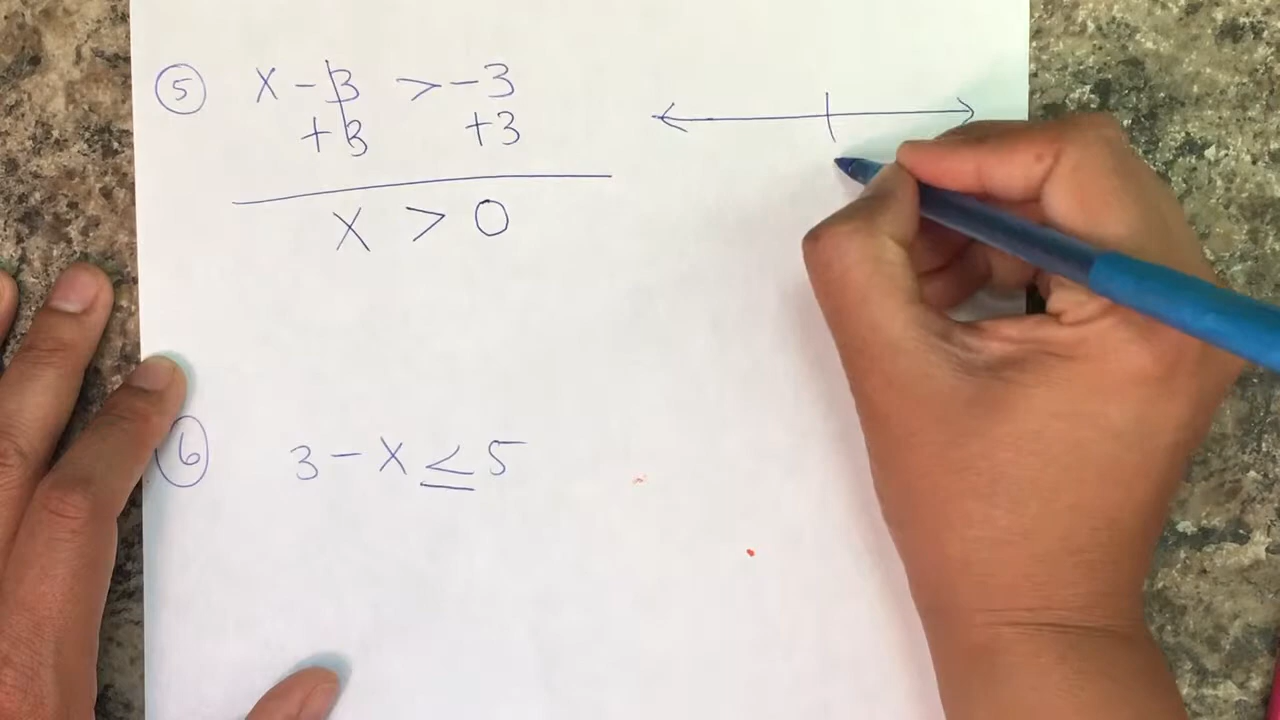 ⑤ x - 3 > -3
+3 +3
x > 0
⑥ 3 - x ≤ 5